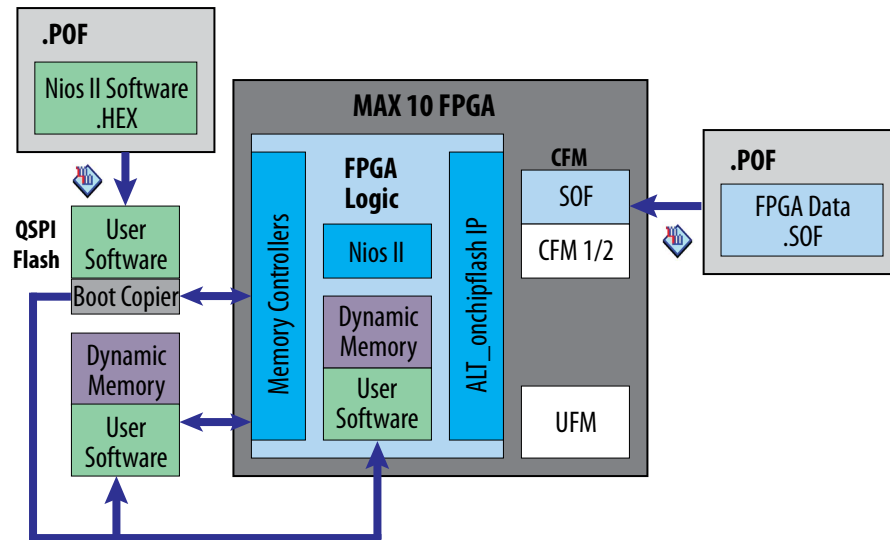 .POF
Nios II Software
.HEX
QSPI
Flash
User
Software
Boot Copier
Dynamic
Memory
User
Software
MAX 10 FPGA
Memory Controllers
FPGA
Logic
Nios II
Dynamic
Memory
User
Software
ALT_onchipflash IP
CFM
SOF
CFM 1/2
UFM
.POF
FPGA Data
.SOF